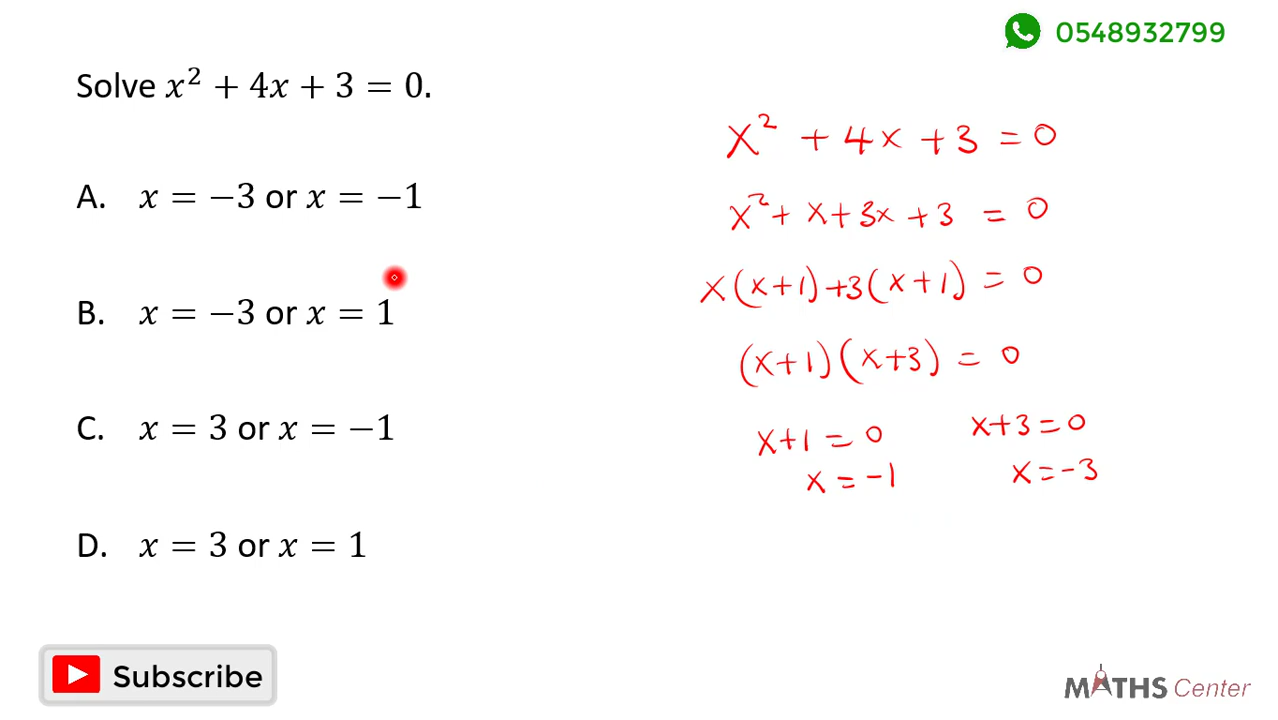 0548932799
Solve x² + 4x + 3 = 0.
A. x = −3 or x = −1
B. x = −3 or x = 1
C. x = 3 or x = −1
D. x = 3 or x = 1
x² + 4x + 3 = 0
x² + x + 3x + 3 = 0
x(x+1)+3(x+1) = 0
(x+1)(x+3) = 0
x+1 = 0
x = -1
x+3 = 0
x = -3
Subscribe
MATHS Center